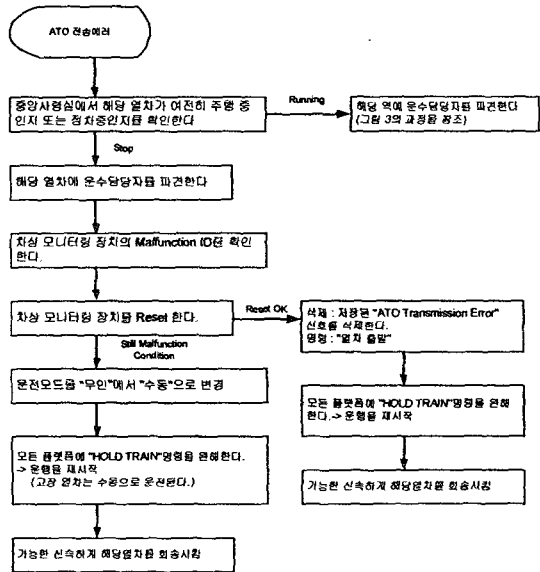 ATO 전송에러
중앙사령실에서 해당 열차가 여전히 주행 중
인지 또는 정차중인지를 확인한다
Running
해당 역에 운수담당자를 파견한다
(그림 3의 과정을 참조)
Stop
해당 열차에 운수담당자를 파견한다
차상 모니터링 장치의 Malfunction ID를 확인
한다.
차상 모니터링 장치를 Reset 한다.
Reset OK
삭제 : 저장된 "ATO Transmission Error"
신호를 삭제한다.
명령 : "열차 출발"
Still Malfunction
Condition
운전모드를 "무인"에서 "수동"으로 변경
모든 플랫폼에 "HOLD TRAIN"명령을 해한다.
-> 운행을 재시작
(고장 열차는 수동으로 운전된다.)
가능한 신속하게 해당열차를 회송시킴
모든 플랫폼에 "HOLD TRAIN"명령을 해
한다.-> 운행을 재시작
가능한 신속하게 해당열차를 회송시킴